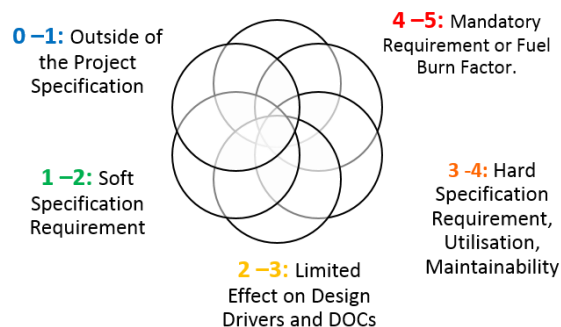 0 –1: Outside of
the Project
Specification
4 –5: Mandatory
Requirement or Fuel
Burn Factor.
1 –2: Soft
Specification
Requirement
3 -4: Hard
Specification
Requirement,
Utilisation,
Maintainability
2 –3: Limited
Effect on Design
Drivers and DOCs